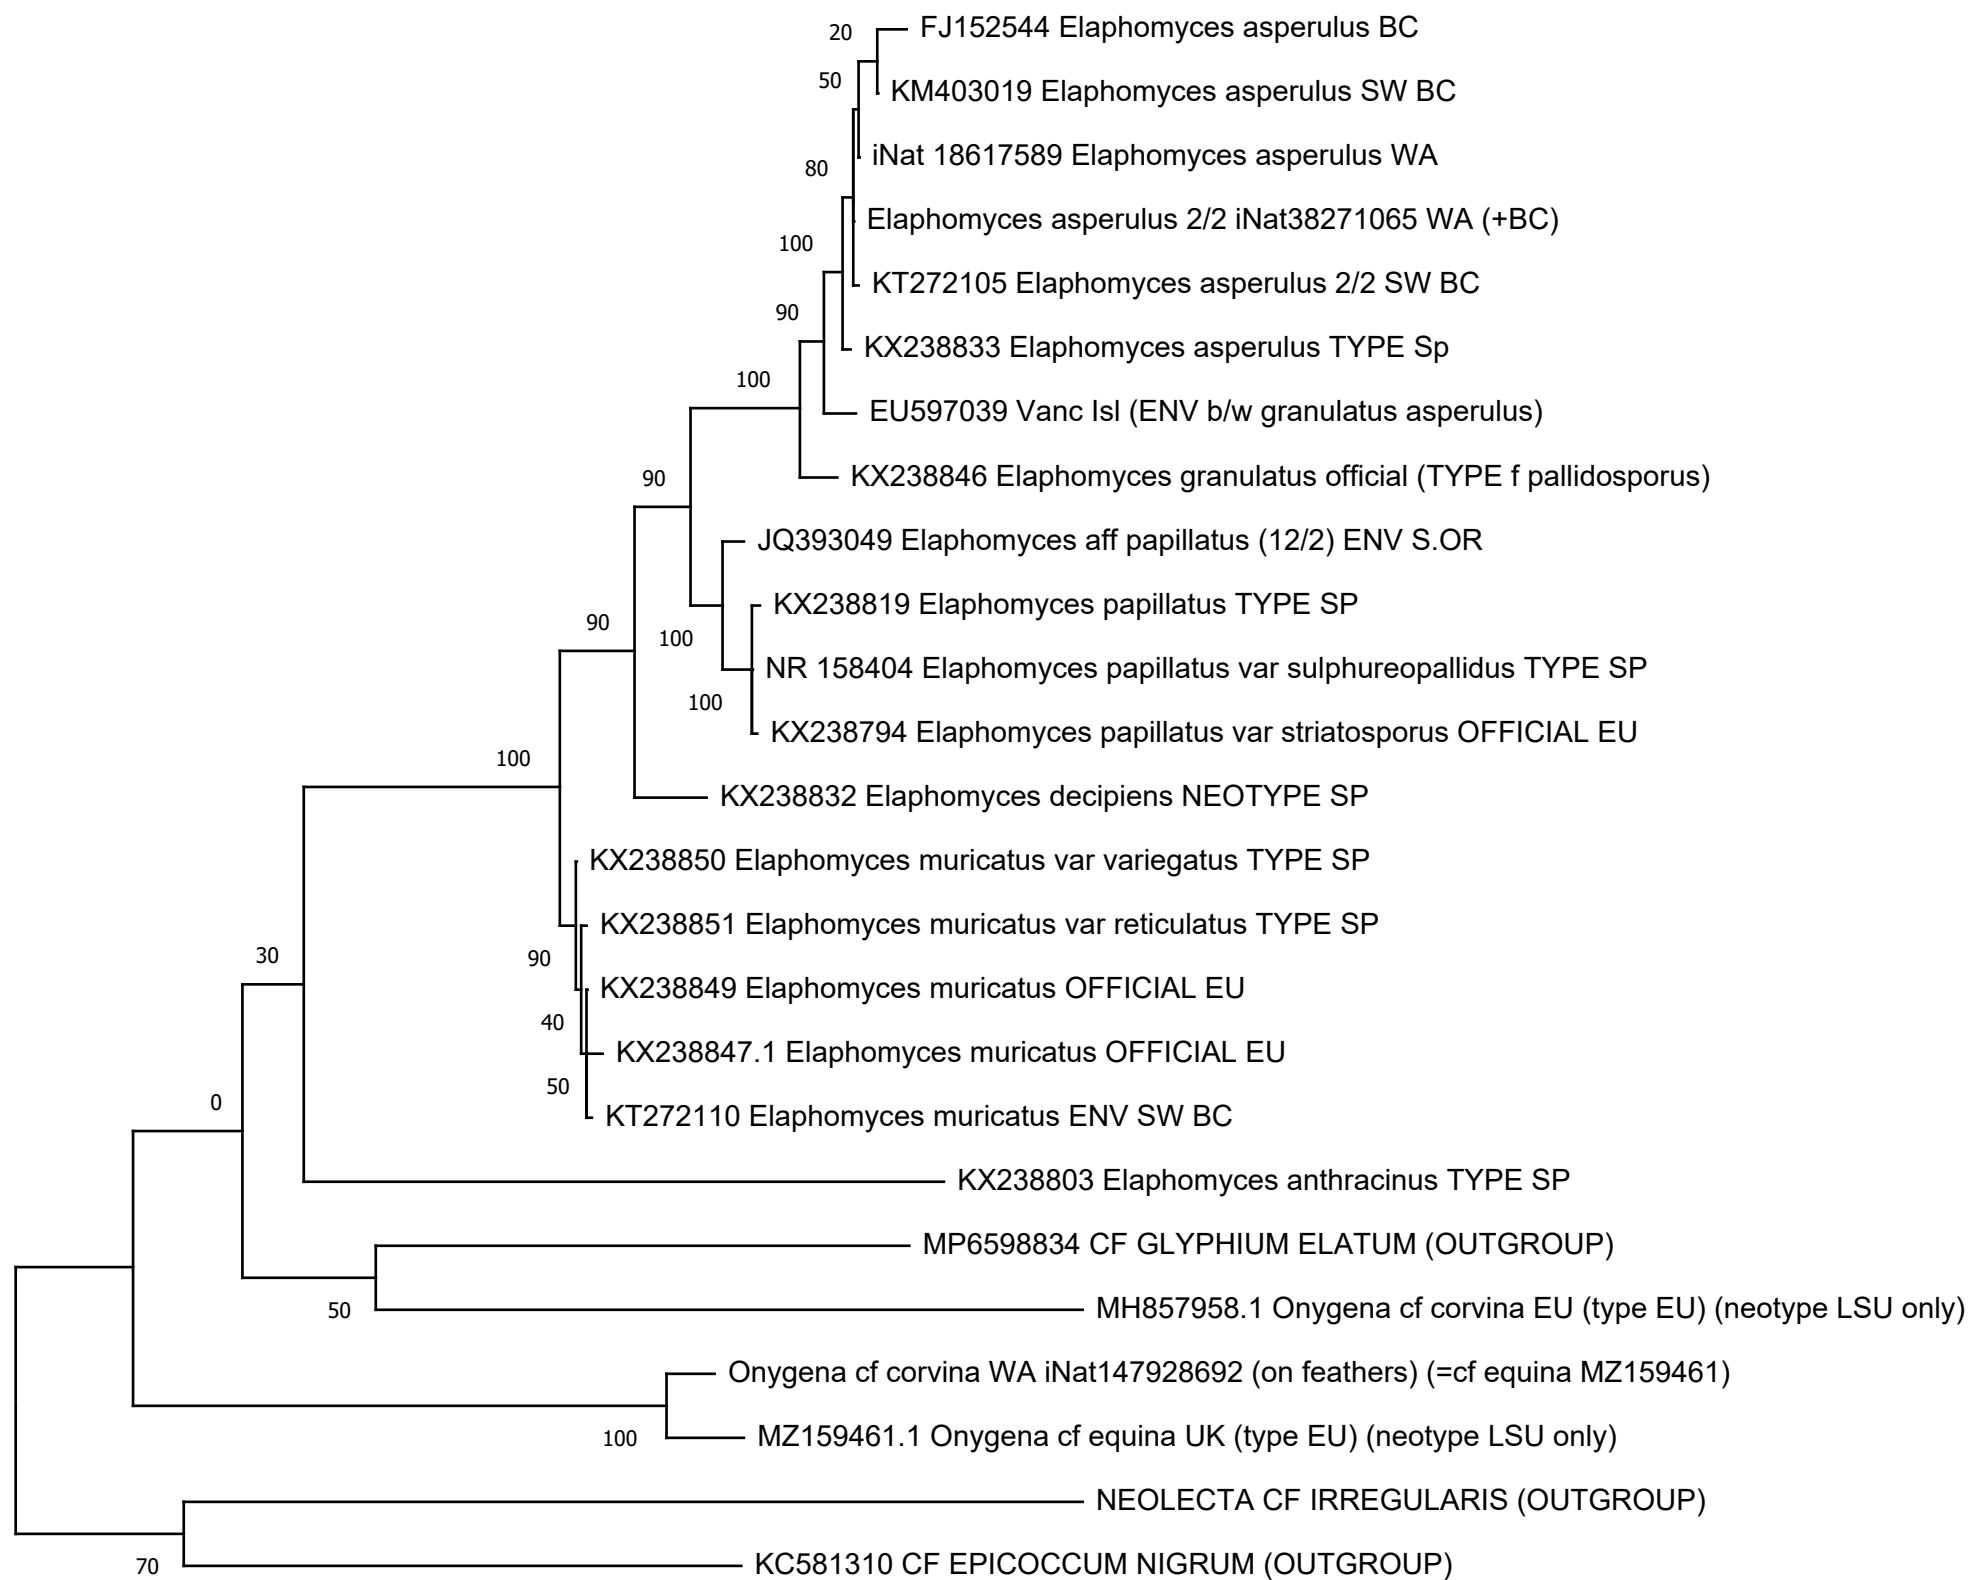 20
FJ152544 Elaphomyces asperulus BC
50
KM403019 Elaphomyces asperulus SW BC
iNat 18617589 Elaphomyces asperulus WA
80
Elaphomyces asperulus 2/2 iNat38271065 WA (+BC)
100
KT272105 Elaphomyces asperulus 2/2 SW BC
90
KX238833 Elaphomyces asperulus TYPE Sp
100
EU597039 Vanc Isl (ENV b/w granulatus asperulus)
90
KX238846 Elaphomyces granulatus official (TYPE f pallidosporus)
JQ393049 Elaphomyces aff papillatus (12/2) ENV S.OR
KX238819 Elaphomyces papillatus TYPE SP
90
100
NR 158404 Elaphomyces papillatus var sulphureopallidus TYPE SP
100
KX238794 Elaphomyces papillatus var striatosporus OFFICIAL EU
100
KX238832 Elaphomyces decipiens NEOTYPE SP
KX238850 Elaphomyces muricatus var variegatus TYPE SP
KX238851 Elaphomyces muricatus var reticulatus TYPE SP
30
90
KX238849 Elaphomyces muricatus OFFICIAL EU
40
KX238847.1 Elaphomyces muricatus OFFICIAL EU
0
50
KT272110 Elaphomyces muricatus ENV SW BC
KX238803 Elaphomyces anthracinus TYPE SP
MP6598834 CF GLYPHIUM ELATUM (OUTGROUP)
50
MH857958.1 Onygena cf corvina EU (type EU) (neotype LSU only)
Onygena cf corvina WA iNat147928692 (on feathers) (=cf equina MZ159461)
100
MZ159461.1 Onygena cf equina UK (type EU) (neotype LSU only)
NEOLECTA CF IRREGULARIS (OUTGROUP)
70
KC581310 CF EPICOCCUM NIGRUM (OUTGROUP)